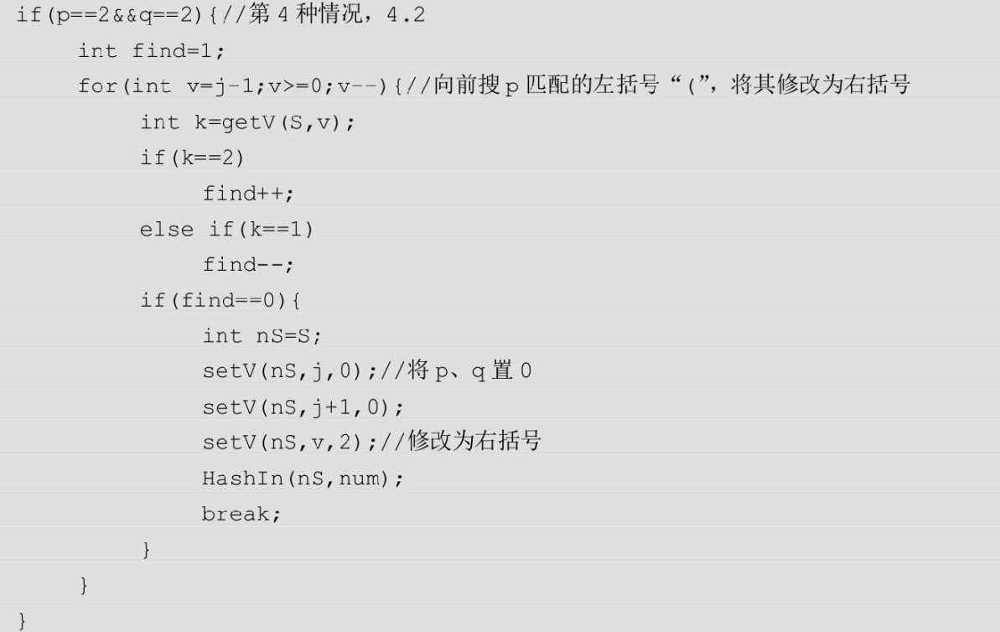 if(p==2&&q==2){//第 4 种情况，4.2
int find=1;
for(int v=j-1;v>=0;v--){//向前搜 p 匹配的左括号“(”，将其修改为右括号
int k=getV(S,v);
if(k==2)
find++;
else if(k==1)
find--;
if(find==0){
int nS=S;
setV(nS,j,0);//将 p、q 置 0
setV(nS,j+1,0);
setV(nS,v,2);//修改为右括号
HashIn(nS,num);
break;
}
}
}